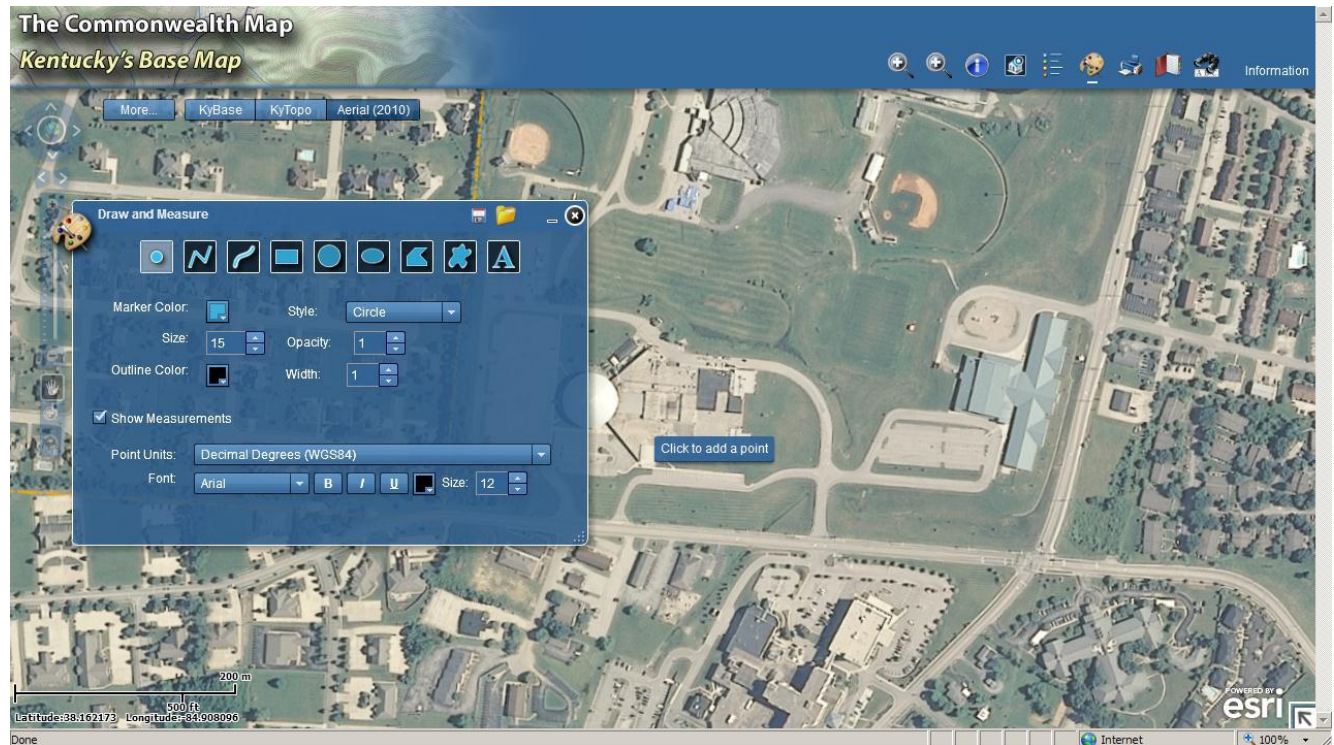 The Commonwealth Map
Kentucky's Base Map
Information
More... KyBase KyTopo Aerial (2010)
Draw and Measure
A
Marker Color: Style: Circle
Size: 15 Opacity: 1
Outline Color: Width: 1
Show Measurements
Point Units: Decimal Degrees (WGS84)
Font: Arial B I U Size: 12
Click to add a point
200 m
500 ft
Latitude:38.162173 Longitude:-84.908096
POWERED BY
esri
Done Internet 100%